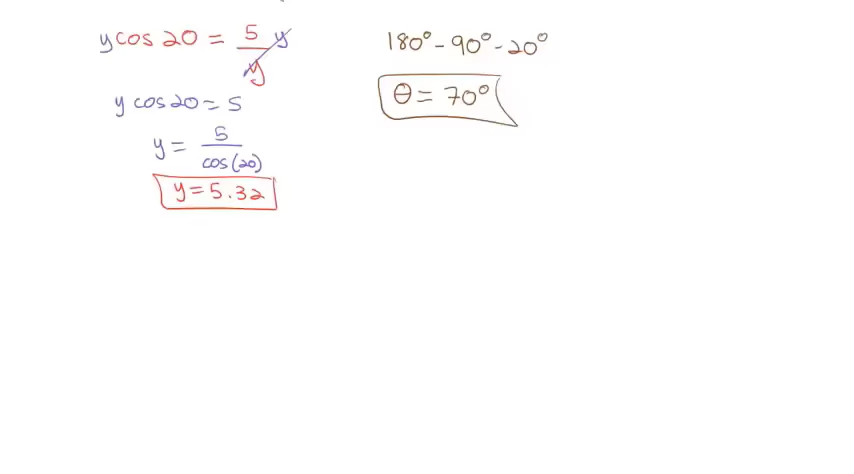 y cos 20 = 5/y y
y cos 20 = 5
y = 5/cos(20)
y = 5.32
180° - 90° - 20°
θ = 70°